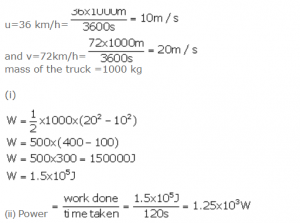 u=36 km/h= 36x1000m / 3600s = 10m / s
and v=72km/h= 72x1000m / 3600s = 20m / s
mass of the truck =1000 kg
(i)
W = 1/2 x1000x(20² - 10²)
W = 500x(400 - 100)
W = 500x300 = 150000J
W = 1.5x10⁵J
(ii) Power = work done / time taken = 1.5x10⁵J / 120s = 1.25x10³W